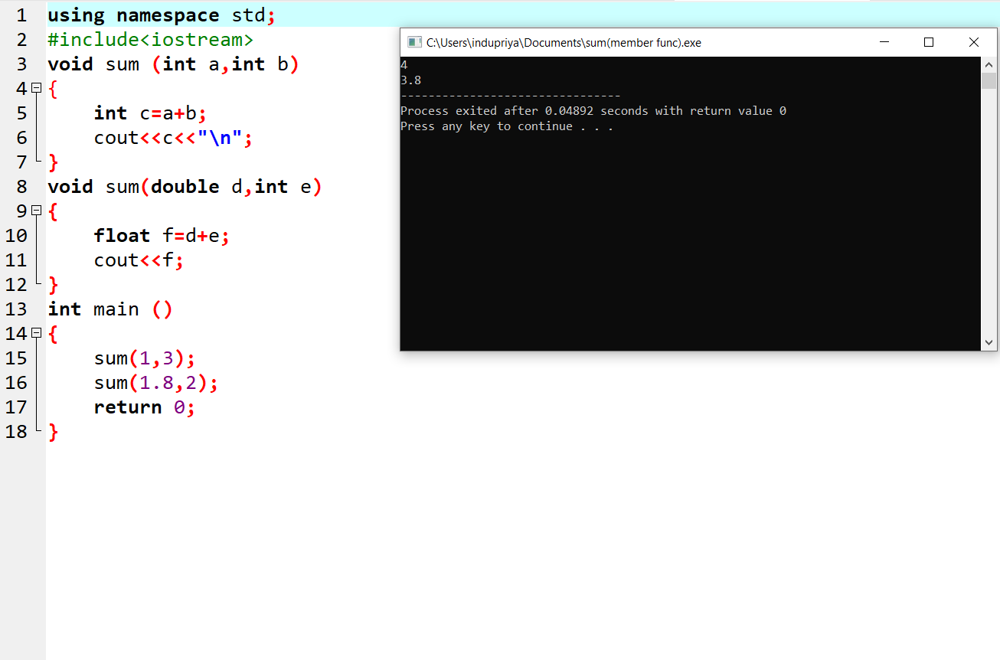 1 using namespace std;
2 #include<iostream>
3 void sum (int a,int b)
4 {
5 int c=a+b;
6 cout<<c<<"\n";
7 }
8 void sum(double d,int e)
9 {
10 float f=d+e;
11 cout<<f;
12 }
13 int main ()
14 {
15 sum(1,3);
16 sum(1.8,2);
17 return 0;
18 }
C:\Users\indupriya\Documents\sum(member func).exe
4
3.8
--------------------------------
Process exited after 0.04892 seconds with return value 0
Press any key to continue . . .